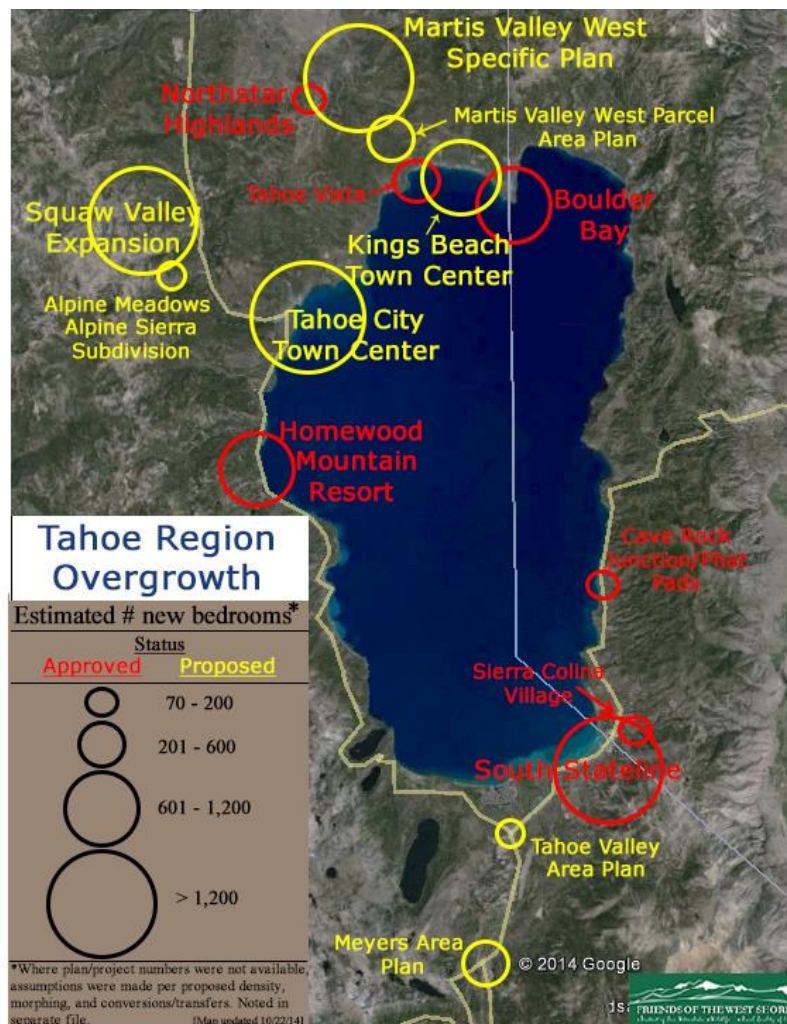 Martis Valley West
Specific Plan
Northstar
Highlands
Martis Valley West Parcel
Area Plan
Tahoe Vista
Boulder
Bay
Squaw Valley
Expansion
Kings Beach
Town Center
Alpine Meadows
Alpine Sierra
Subdivision
Tahoe City
Town Center
Homewood
Mountain
Resort
Cave Rock
Junction/Phat
Pads
Sierra Colina
Village
South Stateline
Tahoe Valley
Area Plan
Meyers Area
Plan
© 2014 Google
Tahoe Region
Overgrowth
Estimated # new bedrooms*
Status
Approved Proposed
70 - 200
201 - 600
601 - 1,200
> 1,200
*Where plan/project numbers were not available,
assumptions were made per proposed density,
morphing, and conversions/transfers. Noted in
separate file. [Map updated 10/22/14]
FRIENDS OF THE WEST SHORE